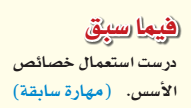 فيما سبق
درست استعمال خصائص
الأسس. (مهارة سابقة)